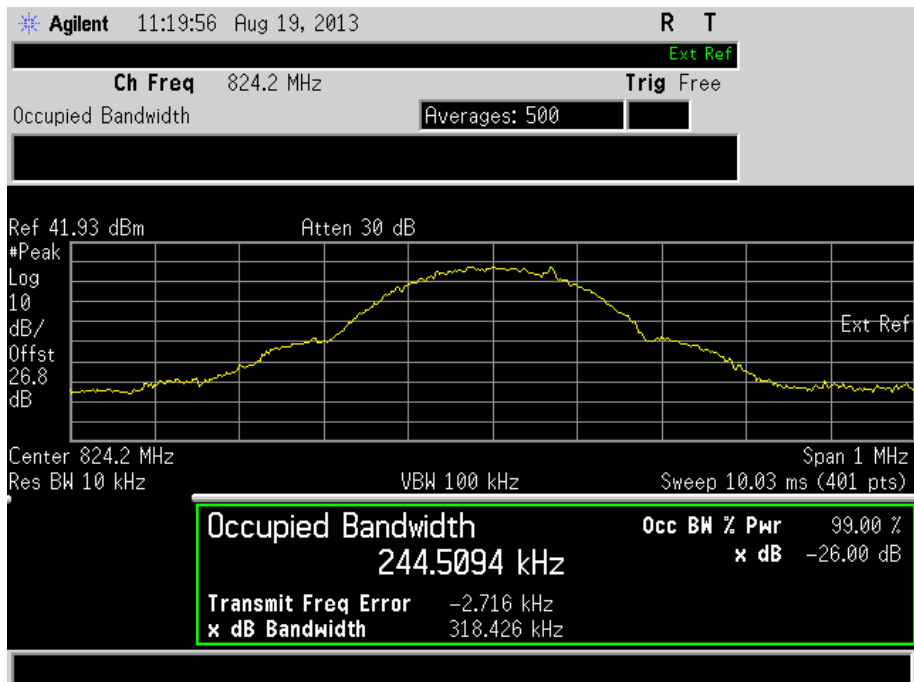 Agilent 11:19:56 Aug 19, 2013 R T
Ext Ref
Ch Freq 824.2 MHz Trig Free
Occupied Bandwidth Averages: 500
Ref 41.93 dBm Atten 30 dB
#Peak
Log
10
dB/
Offst
26.8
dB
Ext Ref
Center 824.2 MHz Span 1 MHz
Res BW 10 kHz VBW 100 kHz Sweep 10.03 ms (401 pts)
Occupied Bandwidth Occ BW % Pwr 99.00 %
244.5094 kHz x dB -26.00 dB
Transmit Freq Error -2.716 kHz
x dB Bandwidth 318.426 kHz